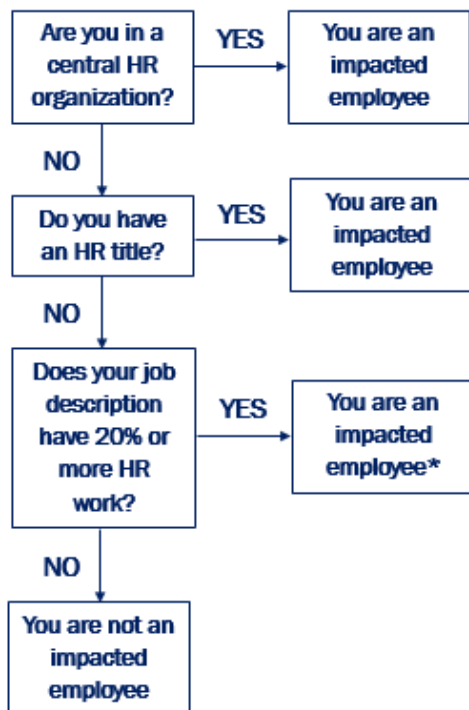 Are you in a
central HR
organization?
YES
You are an
impacted
employee
NO
Do you have
an HR title?
YES
You are an
impacted
employee
NO
Does your job
description
have 20% or
more HR
work?
YES
You are an
impacted
employee*
NO
You are not an
impacted
employee